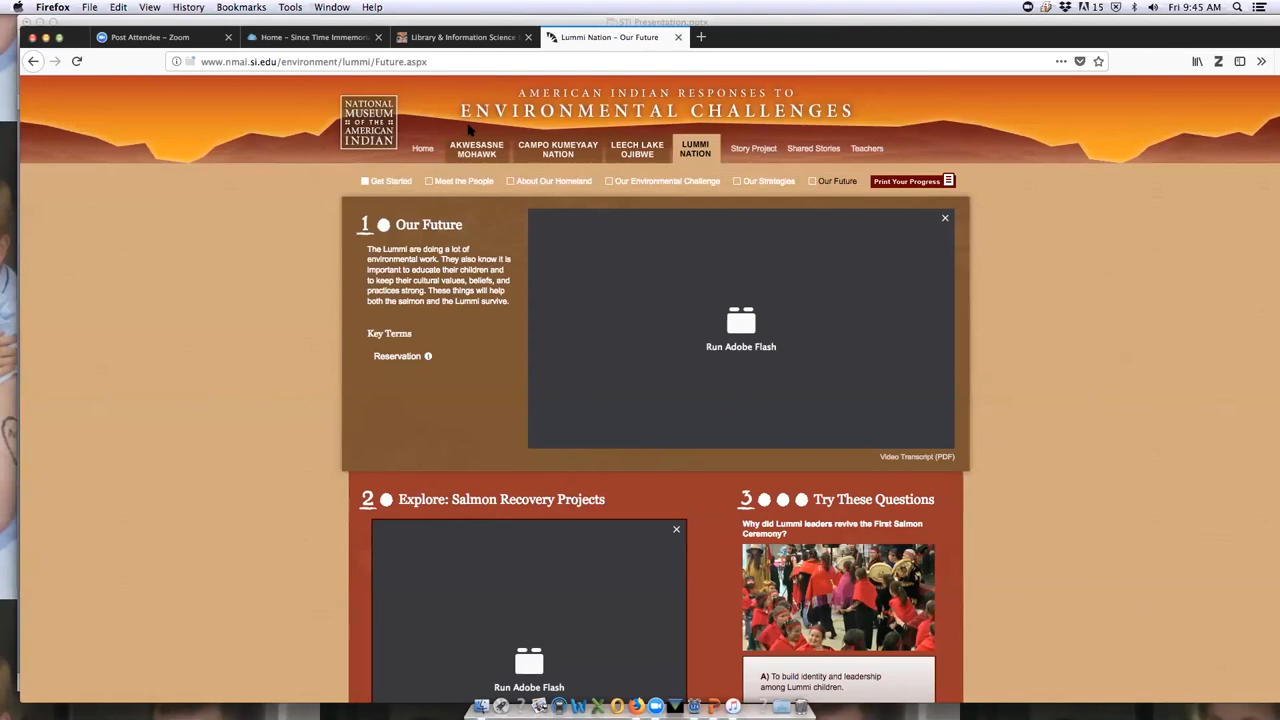 Firefox File Edit View History Bookmarks Tools Window Help 15 Fri 9:45 AM
STI Presentation.pptx
Post Attendee – Zoom Home – Since Time Immemori Library & Information Science Lummi Nation – Our Future
www.nmai.si.edu/environment/lummi/Future.aspx
AMERICAN INDIAN RESPONSES TO
ENVIRONMENTAL CHALLENGES
NATIONAL
MUSEUM
OF THE
AMERICAN
INDIAN
Home AKWESASNE MOHAWK CAMPO KUMEYAAY NATION LEECH LAKE OJIBWE LUMMI NATION Story Project Shared Stories Teachers
Get Started Meet the People About Our Homeland Our Environmental Challenge Our Strategies Our Future Print Your Progress
1 Our Future
The Lummi are doing a lot of
environmental work. They also know it is
important to educate their children and
to keep their cultural values, beliefs, and
practices strong. These things will help
both the salmon and the Lummi survive.
Key Terms
Reservation
Run Adobe Flash
Video Transcript (PDF)
2 Explore: Salmon Recovery Projects
Run Adobe Flash
3 Try These Questions
Why did Lummi leaders revive the First Salmon
Ceremony?
A) To build identity and leadership
among Lummi children.